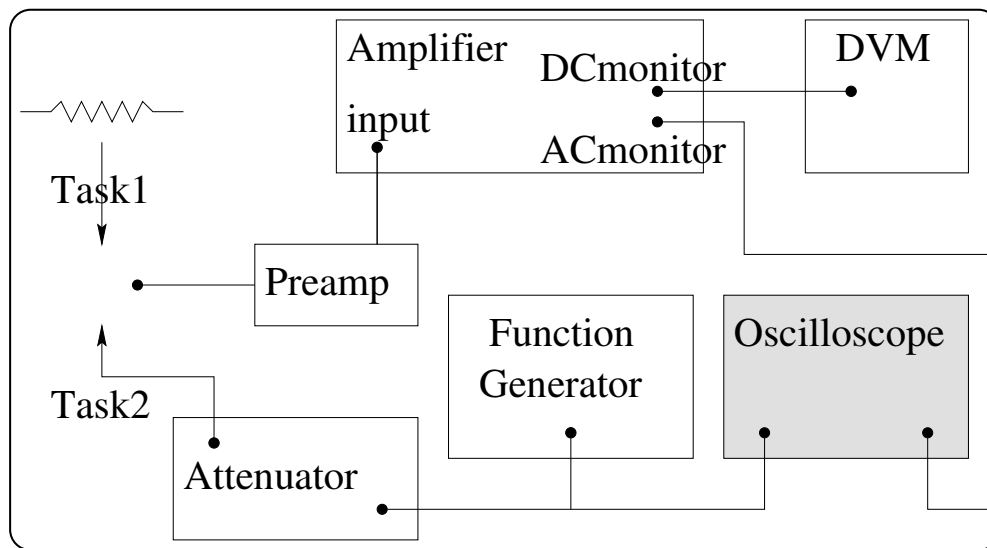 Amplifier
DCmonitor
input
ACmonitor
DVM
Task1
Preamp
Function
Generator
Oscilloscope
Task2
Attenuator